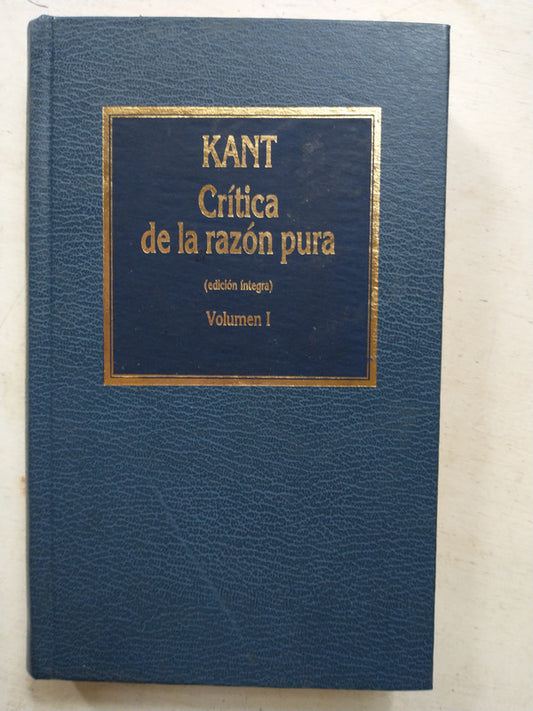 KANT
Crítica
de la razón pura
(edición íntegra)
Volumen I